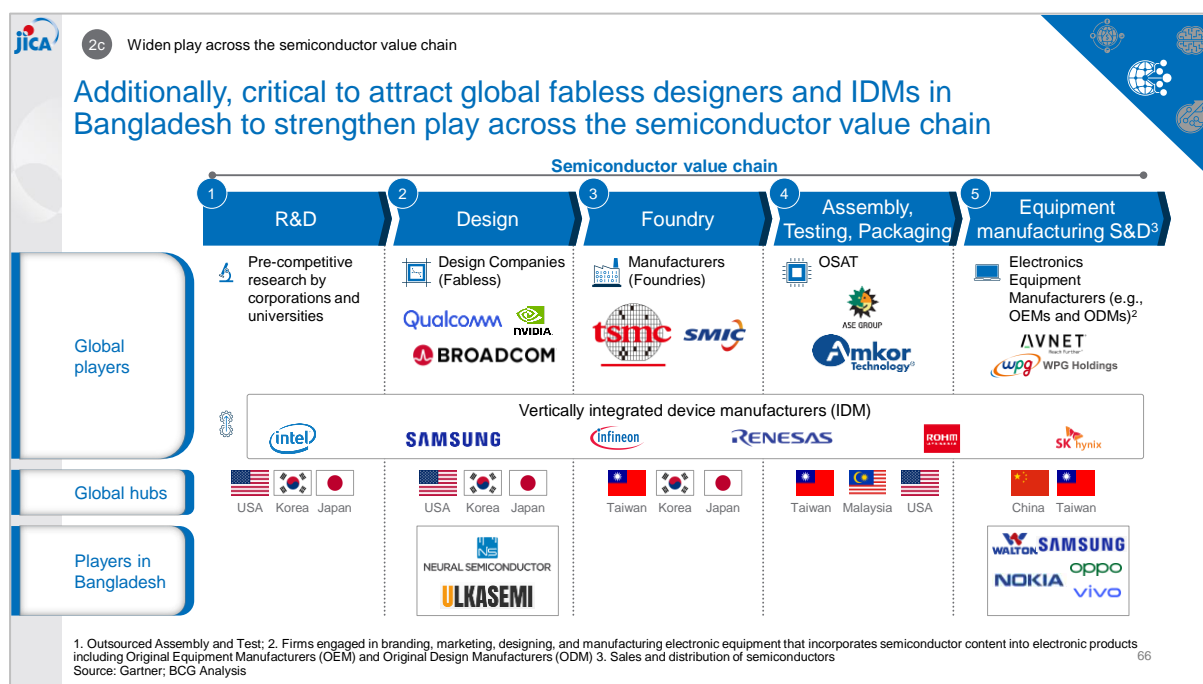 JICA
2c Widen play across the semiconductor value chain
Additionally, critical to attract global fabless designers and IDMs in
Bangladesh to strengthen play across the semiconductor value chain
Semiconductor value chain
1
R&D
2
Design
3
Foundry
4
Assembly,
Testing, Packaging
5
Equipment
manufacturing S&D3
Global
players
Pre-competitive
research by
corporations and
universities
Design Companies
(Fabless)
Qualcomm
nVIDIA
BROADCOM
Manufacturers
(Foundries)
tsmc
SMIC
OSAT
ASE GROUP
Amkor
Technology®
Electronics
Equipment
Manufacturers (e.g.,
OEMs and ODMs)2
AVNET
Reach Further
wpg WPG Holdings
Vertically integrated device manufacturers (IDM)
intel
SAMSUNG
infineon
RENESAS
ROHM
SK hynix
Global hubs
USA Korea Japan
USA Korea Japan
Taiwan Korea Japan
Taiwan Malaysia USA
China Taiwan
Players in
Bangladesh
NS
NEURAL SEMICONDUCTOR
ULKASEMI
WALTON SAMSUNG
NOKIA oppo
vivo
1. Outsourced Assembly and Test; 2. Firms engaged in branding, marketing, designing, and manufacturing electronic equipment that incorporates semiconductor content into electronic products
including Original Equipment Manufacturers (OEM) and Original Design Manufacturers (ODM) 3. Sales and distribution of semiconductors
Source: Gartner; BCG Analysis
66